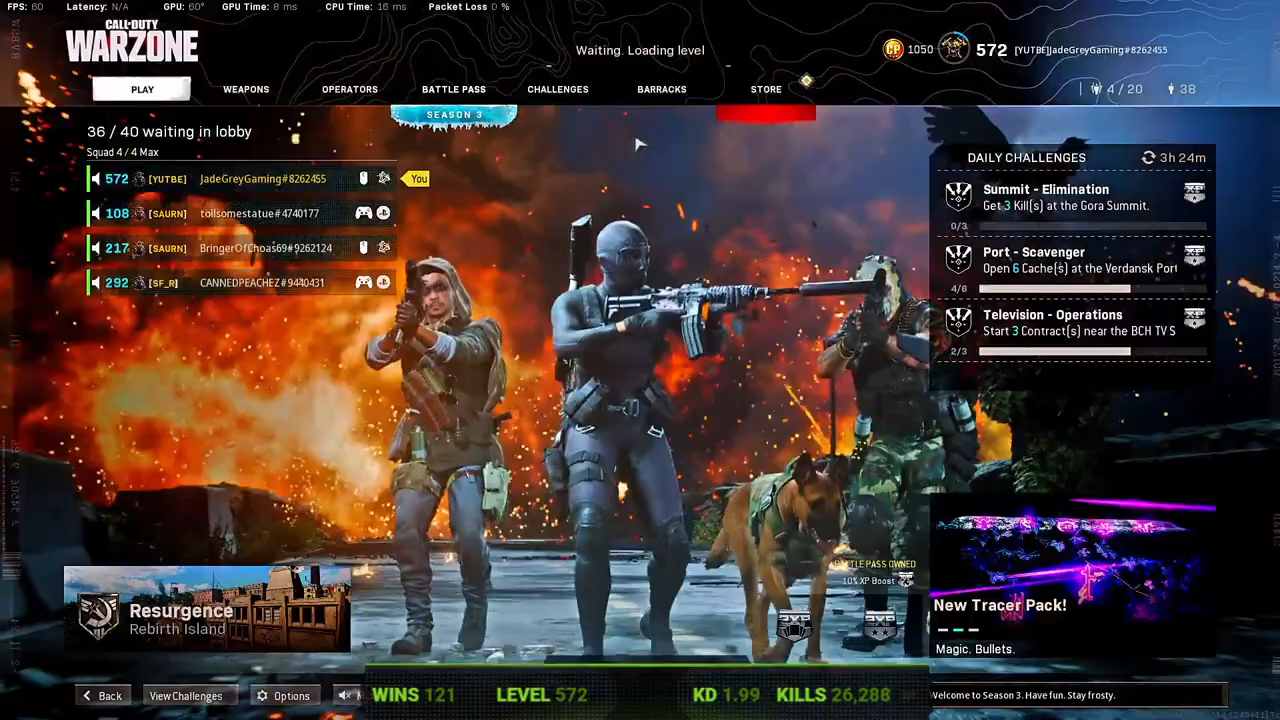 FPS: 60 Latency: N/A GPU: 60° GPU Time: 8 ms CPU Time: 16 ms Packet Loss 0 %
CALL·DUTY
WARZONE
Waiting. Loading level
CP 1050 572 [YUTBE]JadeGreyGaming#8262455
PLAY WEAPONS OPERATORS BATTLE PASS CHALLENGES BARRACKS STORE
4 / 20 38
SEASON 3
36 / 40 waiting in lobby
Squad 4 / 4 Max
572 [YUTBE] JadeGreyGaming#8262455 You
108 [SAURN] toilsomestatue#4740177
217 [SAURN] BringerOfChoas69#9262124
292 [SF_R] CANNEDPEACHEZ#9440431
DAILY CHALLENGES 3h 24m
Summit - Elimination
Get 3 Kill(s) at the Gora Summit.
0/3
Port - Scavenger
Open 6 Cache(s) at the Verdansk Port
4/6
Television - Operations
Start 3 Contract(s) near the BCH TV S
2/3
BATTLE PASS OWNED
10% XP Boost
2XP 2XP
New Tracer Pack!
Magic. Bullets.
Resurgence
Rebirth Island
Back View Challenges Options
WINS 121 LEVEL 572 KD 1.99 KILLS 26,288
Welcome to Season 3. Have fun. Stay frosty.